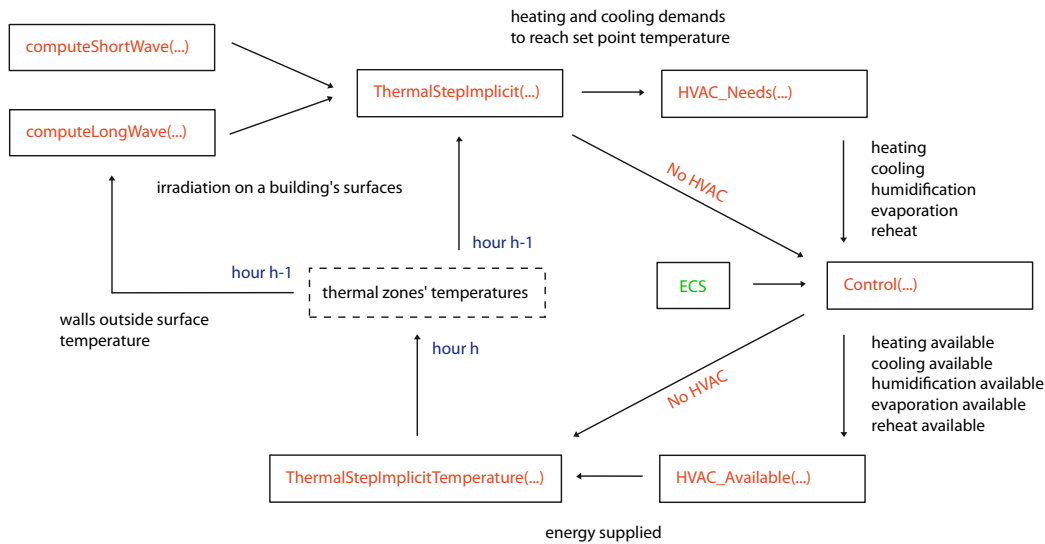 heating and cooling demands
to reach set point temperature
computeShortWave(...)
ThermalStepImplicit(...)
HVAC_Needs(...)
computeLongWave(...)
irradiation on a building's surfaces
No HVAC
heating
cooling
humidification
evaporation
reheat
hour h-1
hour h-1
thermal zones' temperatures
ECS
Control(...)
walls outside surface
temperature
hour h
No HVAC
heating available
cooling available
humidification available
evaporation available
reheat available
ThermalStepImplicitTemperature(...)
HVAC_Available(...)
energy supplied